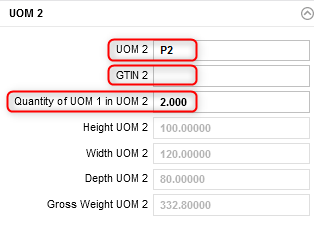 UOM 2
UOM 2 P2
GTIN 2
Quantity of UOM 1 in UOM 2 2.000
Height UOM 2 100.00000
Width UOM 2 120.00000
Depth UOM 2 80.00000
Gross Weight UOM 2 332.80000